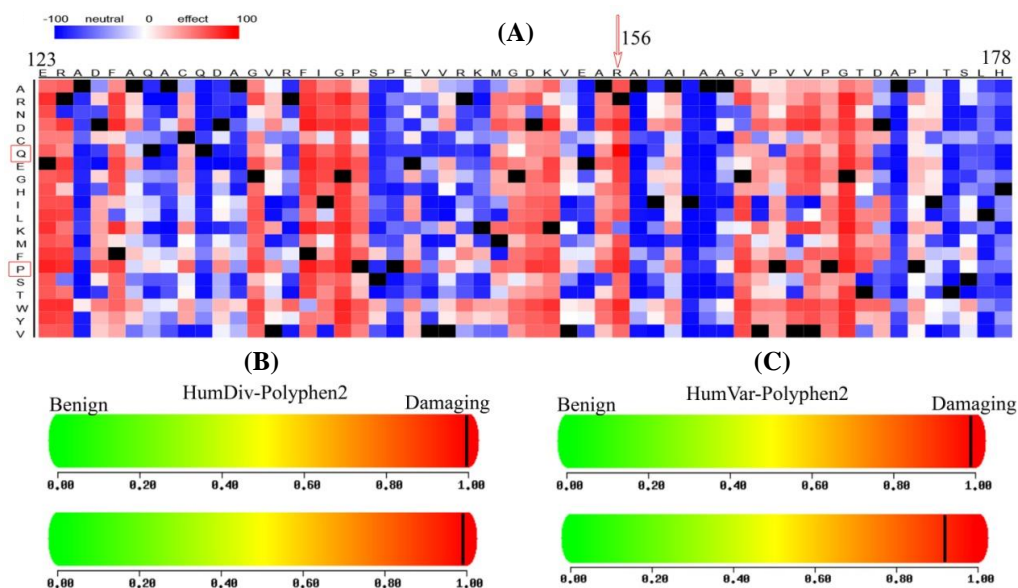 -100 neutral 0 effect 100
(A)
123
156
178
E R A D F A Q A C Q D A G V R F I G P S P E V V R K M G D K V E A R A I A I A A G V P V V P G T D A P I T S L H
A
R
N
D
C
Q
E
G
H
I
L
K
M
F
P
S
T
W
Y
V
(B)
HumDiv-Polyphen2
Benign
Damaging
0.00 0.20 0.40 0.60 0.80 1.00
0.00 0.20 0.40 0.60 0.80 1.00
(C)
HumVar-Polyphen2
Benign
Damaging
0.00 0.20 0.40 0.60 0.80 1.00
0.00 0.20 0.40 0.60 0.80 1.00